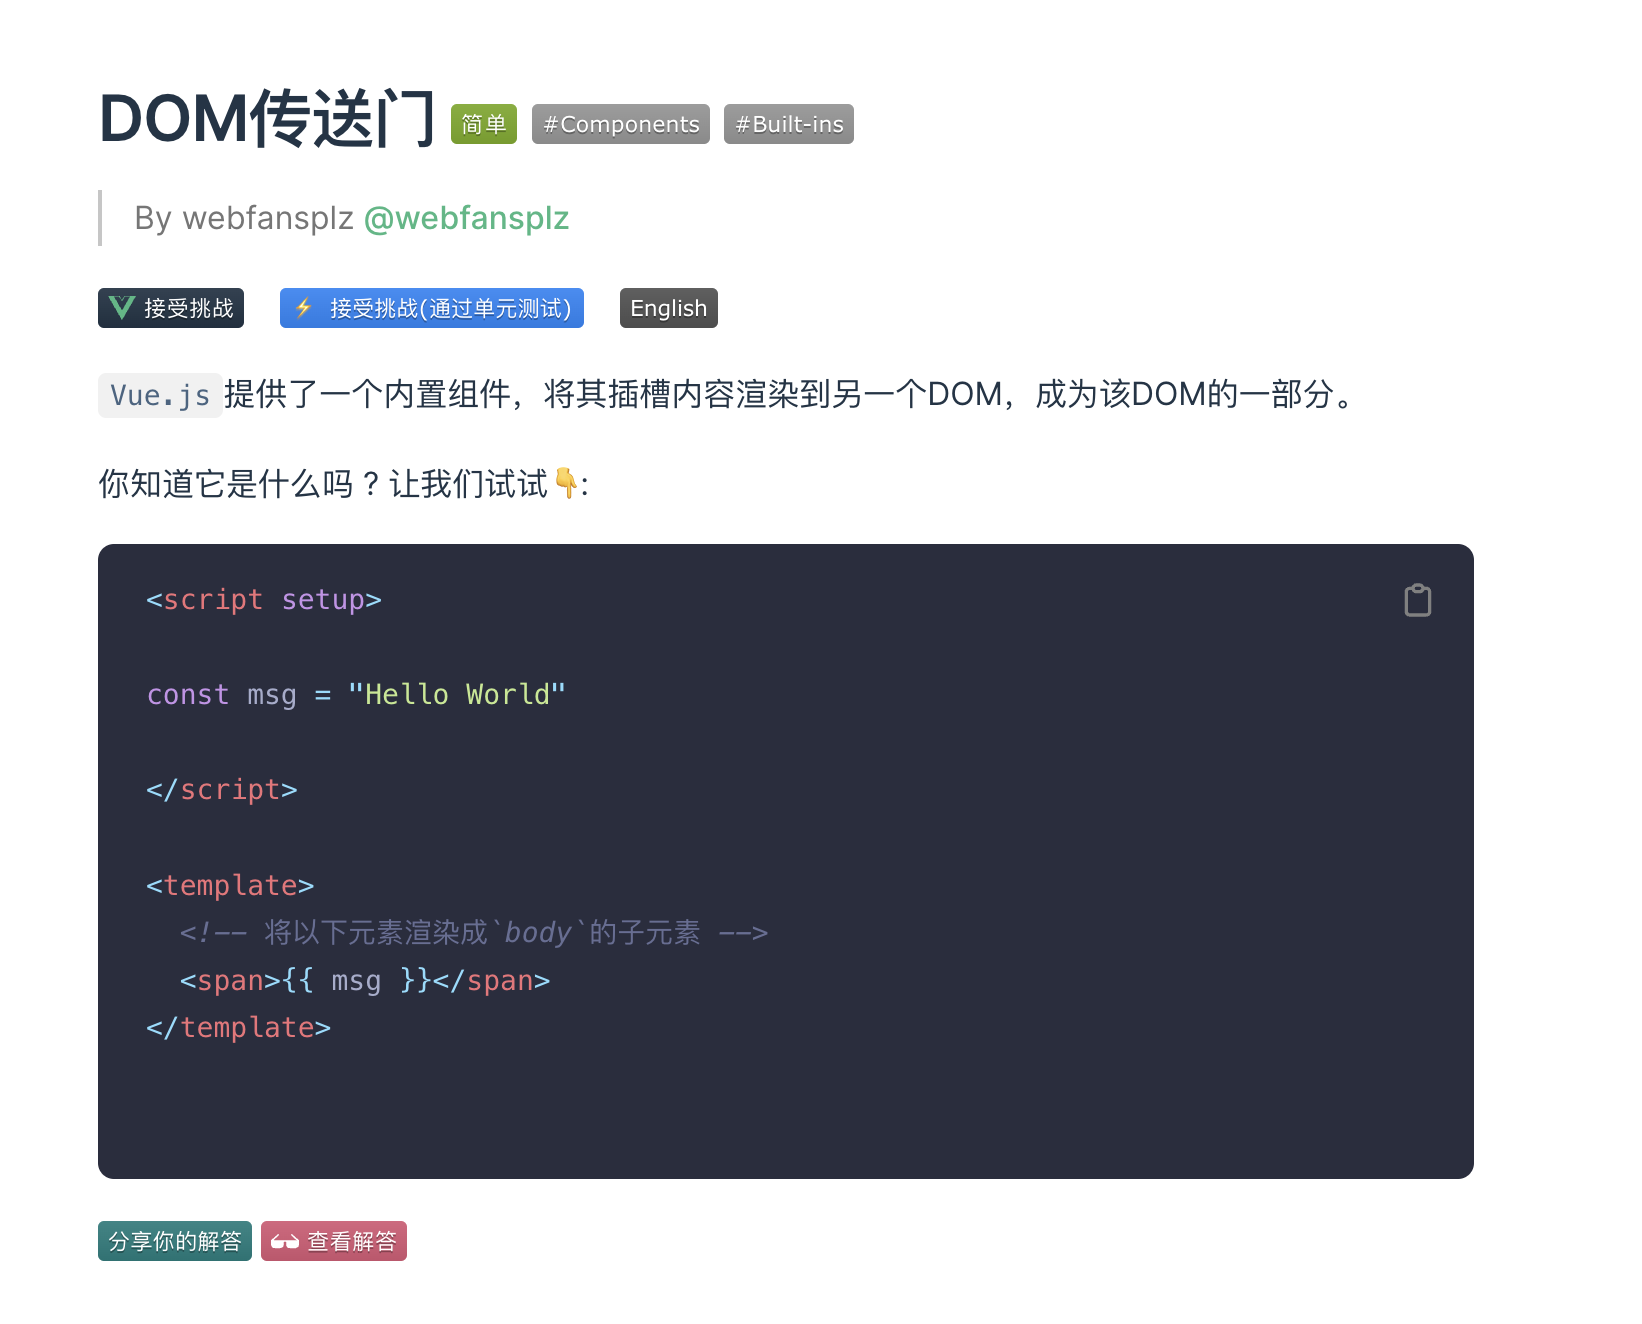 DOM传送门 简单 #Components #Built-ins
By webfansplz @webfansplz
接受挑战 ⚡ 接受挑战(通过单元测试) English
Vue.js提供了一个内置组件，将其插槽内容渲染到另一个DOM，成为该DOM的一部分。
你知道它是什么吗？让我们试试👇:
<script setup>
const msg = "Hello World"
</script>
<template>
  <!-- 将以下元素渲染成`body`的子元素 -->
  <span>{{ msg }}</span>
</template>
分享你的解答 查看解答